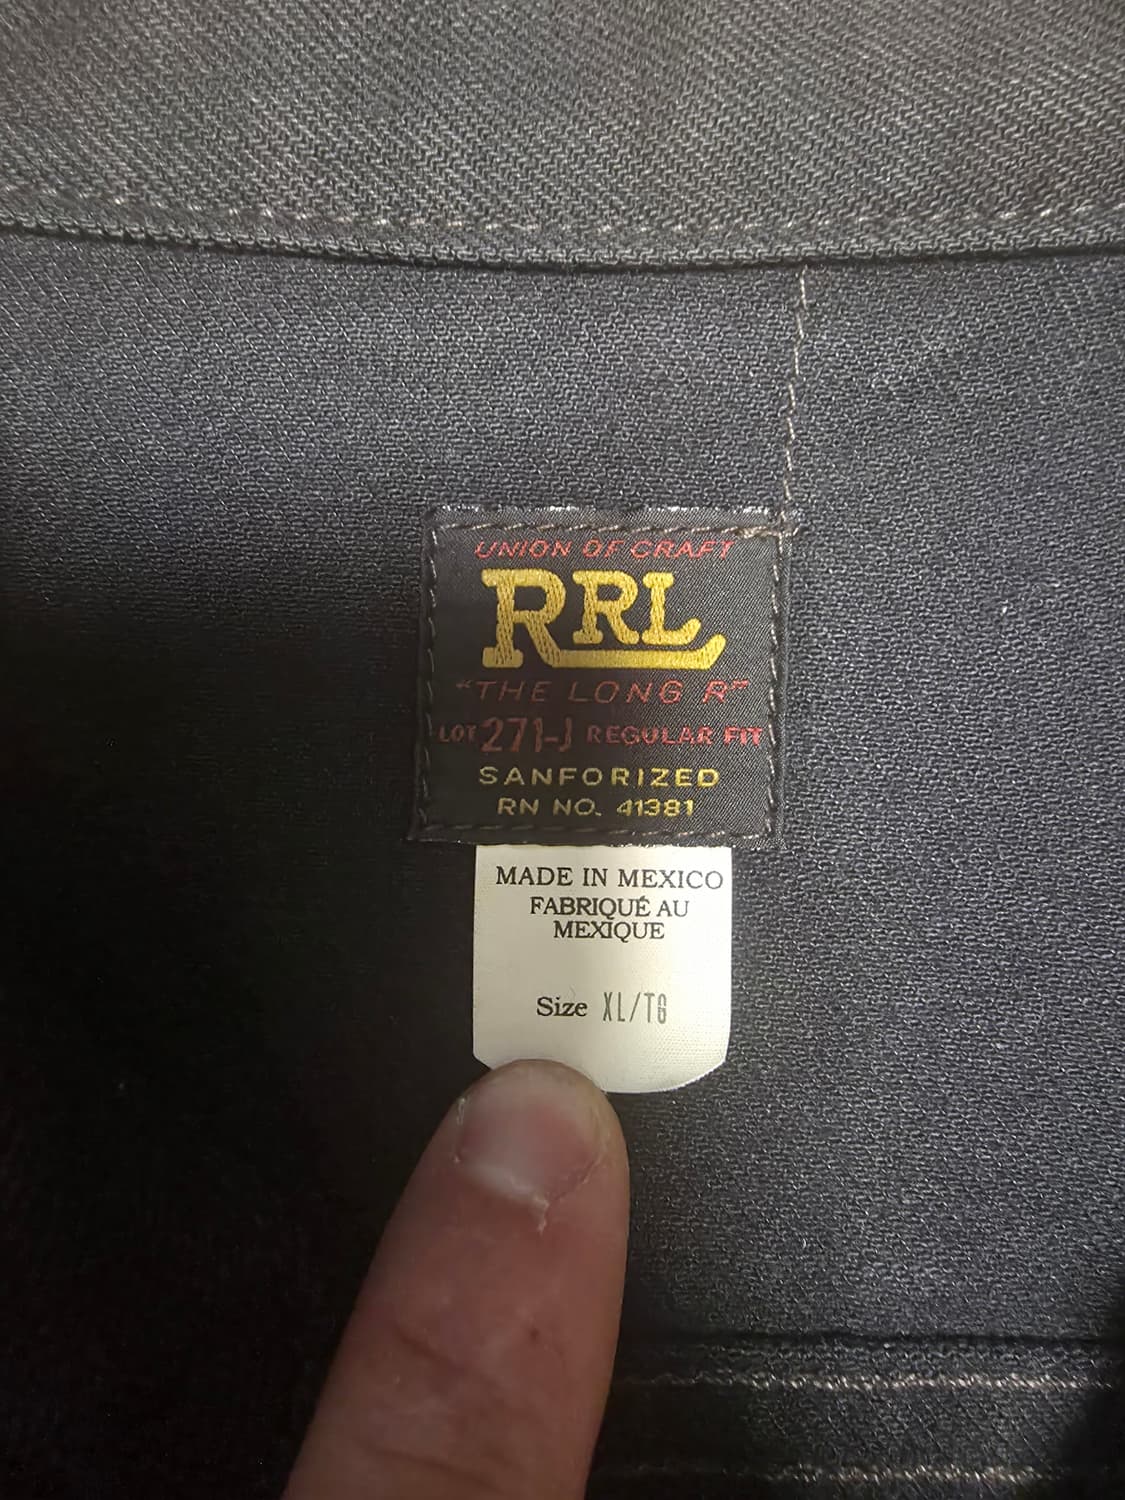 UNION OF CRAFT
RRL
"THE LONG R"
LOT 271-J REGULAR FIT
SANFORIZED
RN NO. 41381
MADE IN MEXICO
FABRIQUÉ AU
MEXIQUE
Size XL/TG